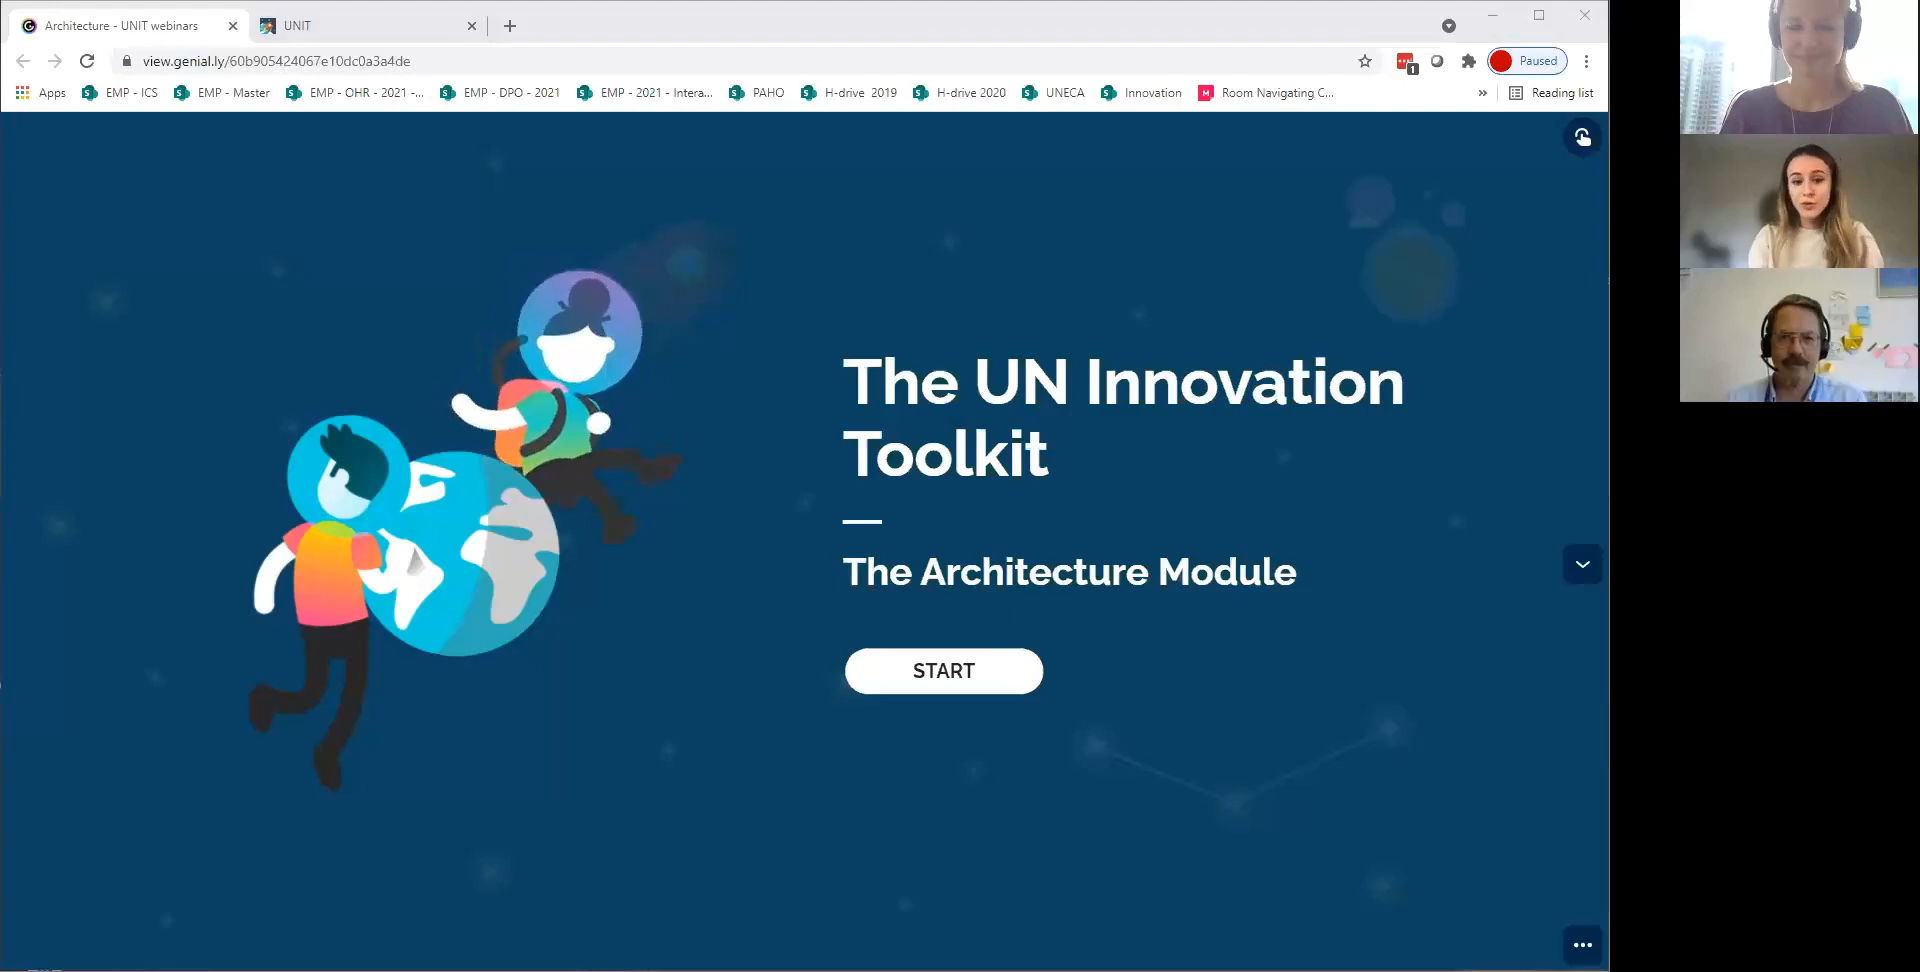 Architecture - UNIT webinars
UNIT
view.genial.ly/60b905424067e10dc0a3a4de
1
Paused
Apps
EMP - ICS
EMP - Master
EMP - OHR - 2021 -...
EMP - DPO - 2021
EMP - 2021 - Intera...
PAHO
H-drive 2019
H-drive 2020
UNECA
Innovation
M
Room Navigating C...
»
Reading list
The UN Innovation
Toolkit
The Architecture Module
START